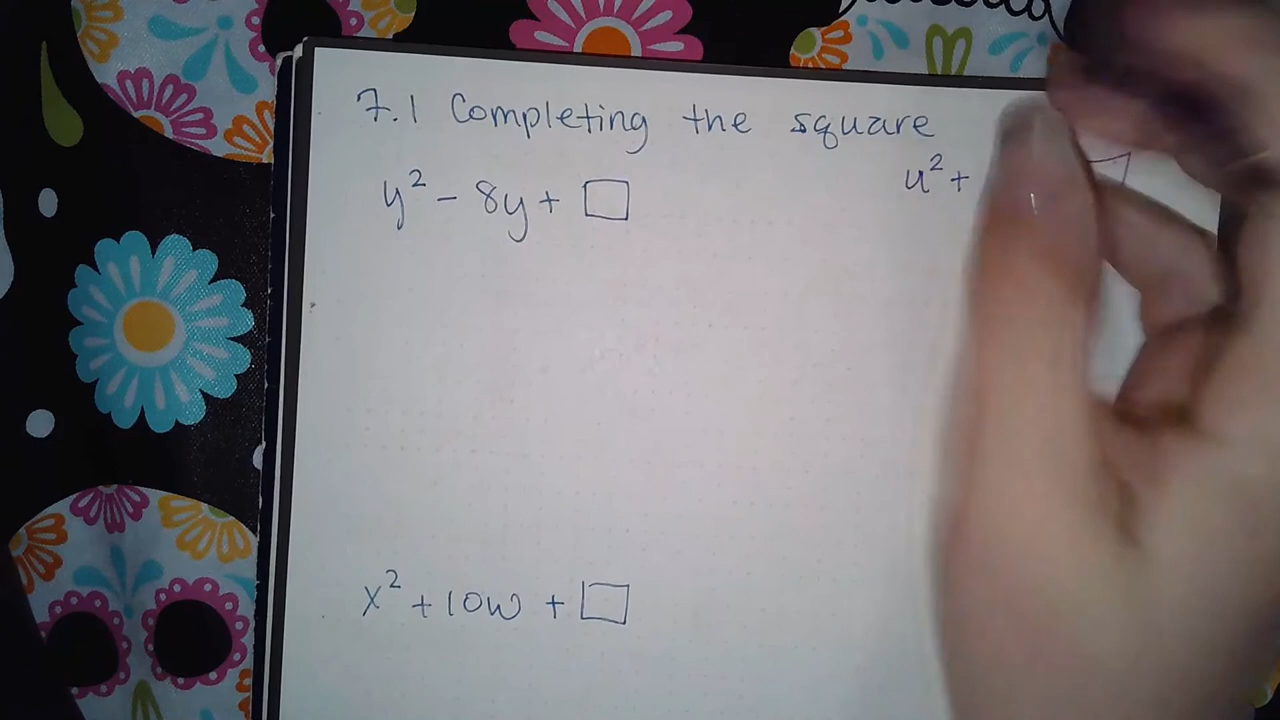 7.1 Completing the square
y² - 8y + □
u² +
x² + 10w + □